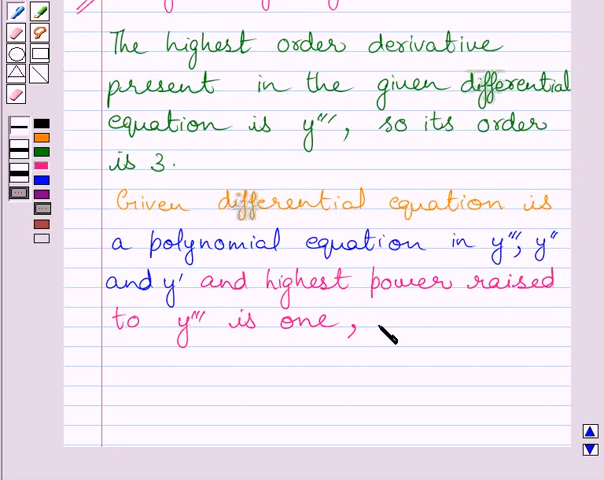 The highest order derivative
present in the given differential
equation is y''', so its order
is 3.
Given differential equation is
a polynomial equation in y''', y''
and y' and highest power raised
to y''' is one,